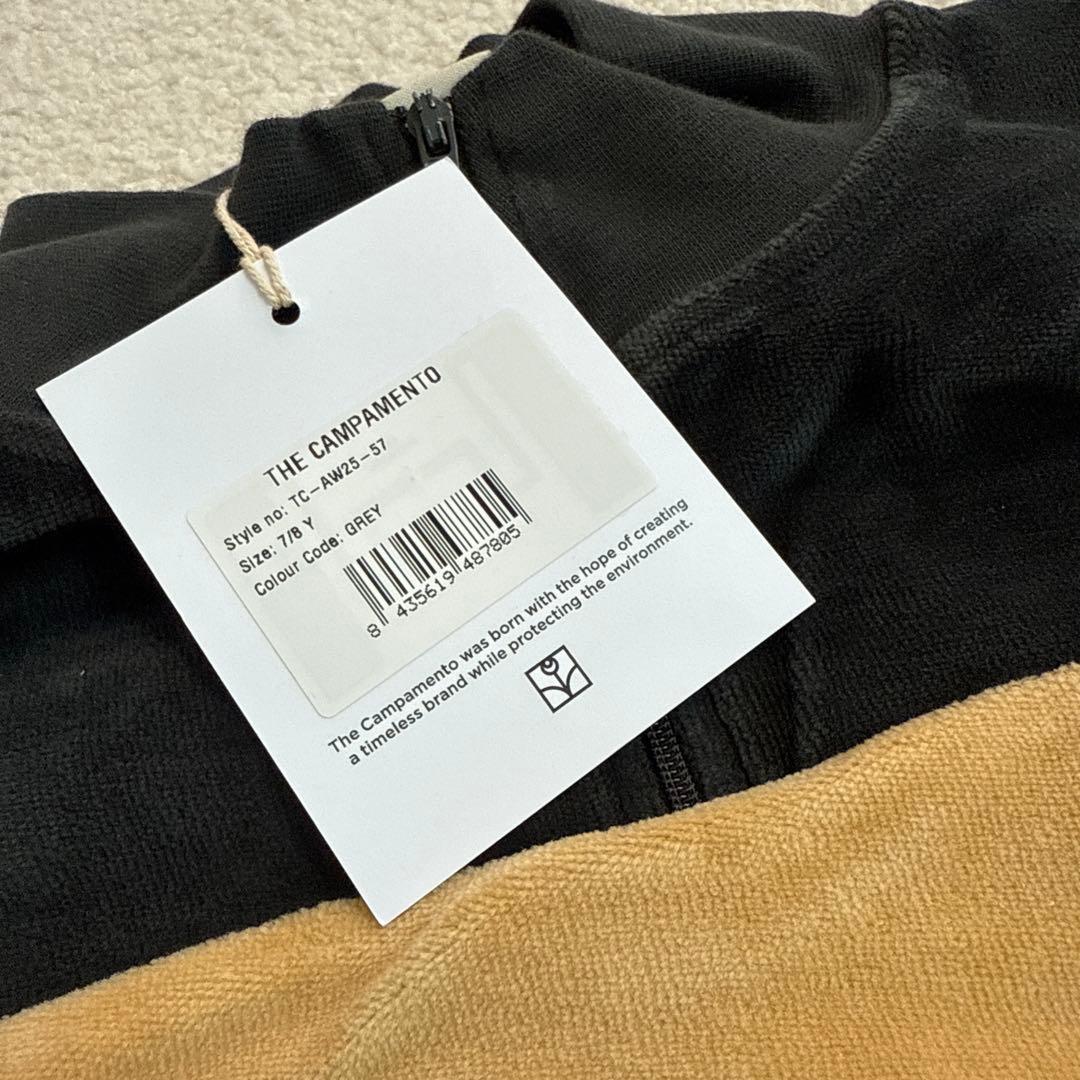 THE CAMPAMENTO
Style no: TC-AW25-57
Size: 7/8 Y
Colour Code: GREY
8 435619 487805
The Campamento was born with the hope of creating
a timeless brand while protecting the environment.